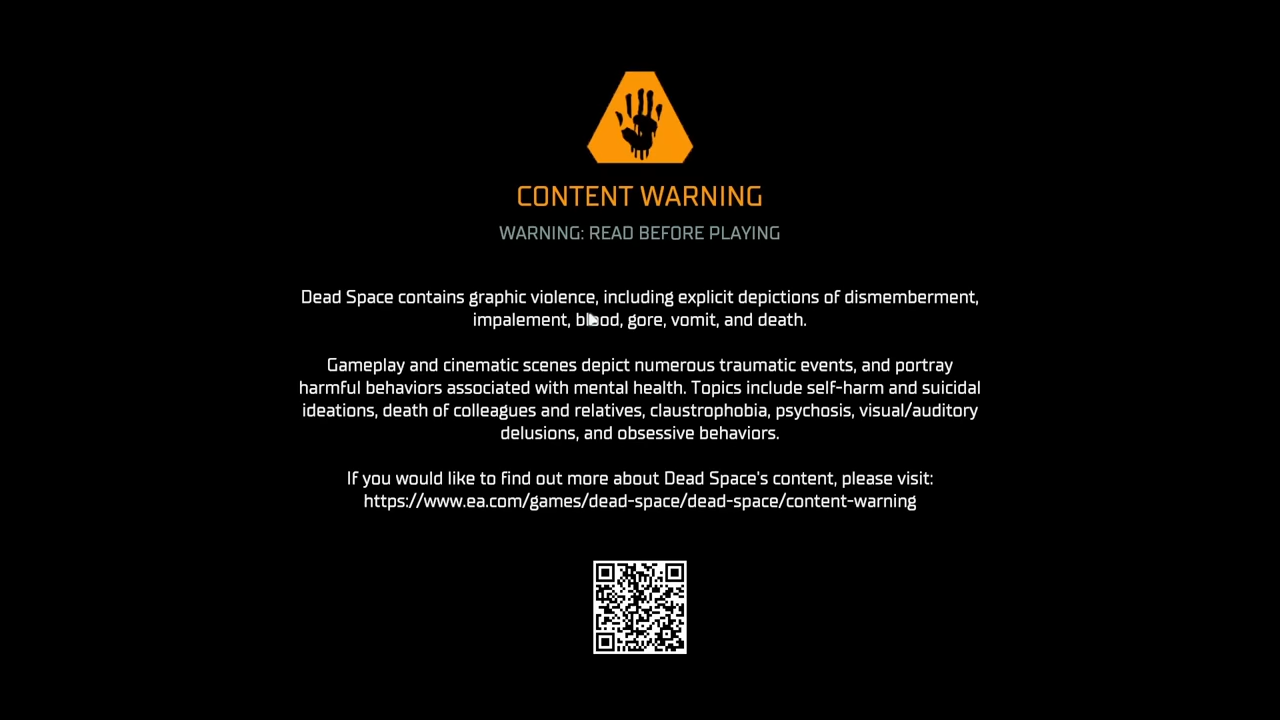 CONTENT WARNING
WARNING: READ BEFORE PLAYING
Dead Space contains graphic violence, including explicit depictions of dismemberment,
impalement, blood, gore, vomit, and death.
Gameplay and cinematic scenes depict numerous traumatic events, and portray
harmful behaviors associated with mental health. Topics include self-harm and suicidal
ideations, death of colleagues and relatives, claustrophobia, psychosis, visual/auditory
delusions, and obsessive behaviors.
If you would like to find out more about Dead Space's content, please visit:
https://www.ea.com/games/dead-space/dead-space/content-warning